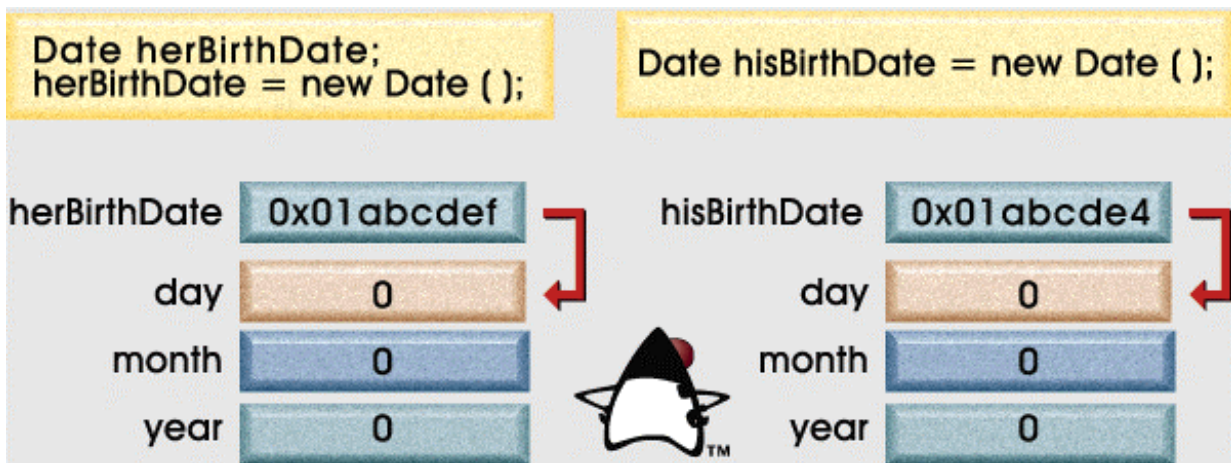 Date herBirthDate;
herBirthDate = new Date ( );
Date hisBirthDate = new Date ( );
herBirthDate 0x01abcdef
day 0
month 0
year 0
hisBirthDate 0x01abcde4
day 0
month 0
year 0
TM